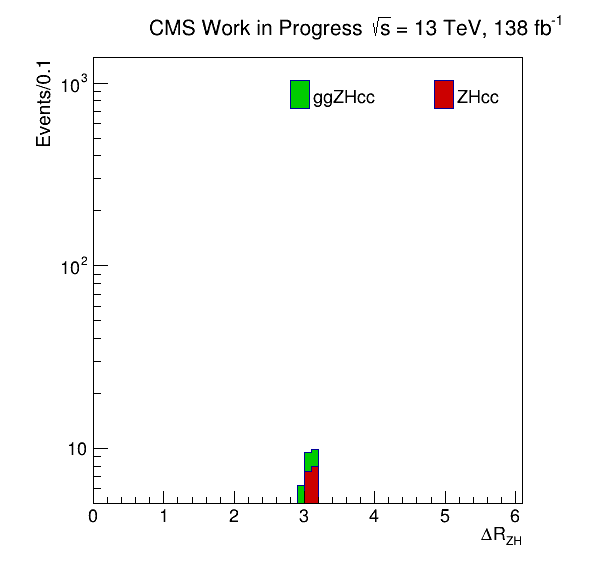 CMS Work in Progress √s = 13 TeV, 138 fb⁻¹
Events/0.1
ggZHcc ZHcc
10³
10²
10
0 1 2 3 4 5 6
ΔR_ZH